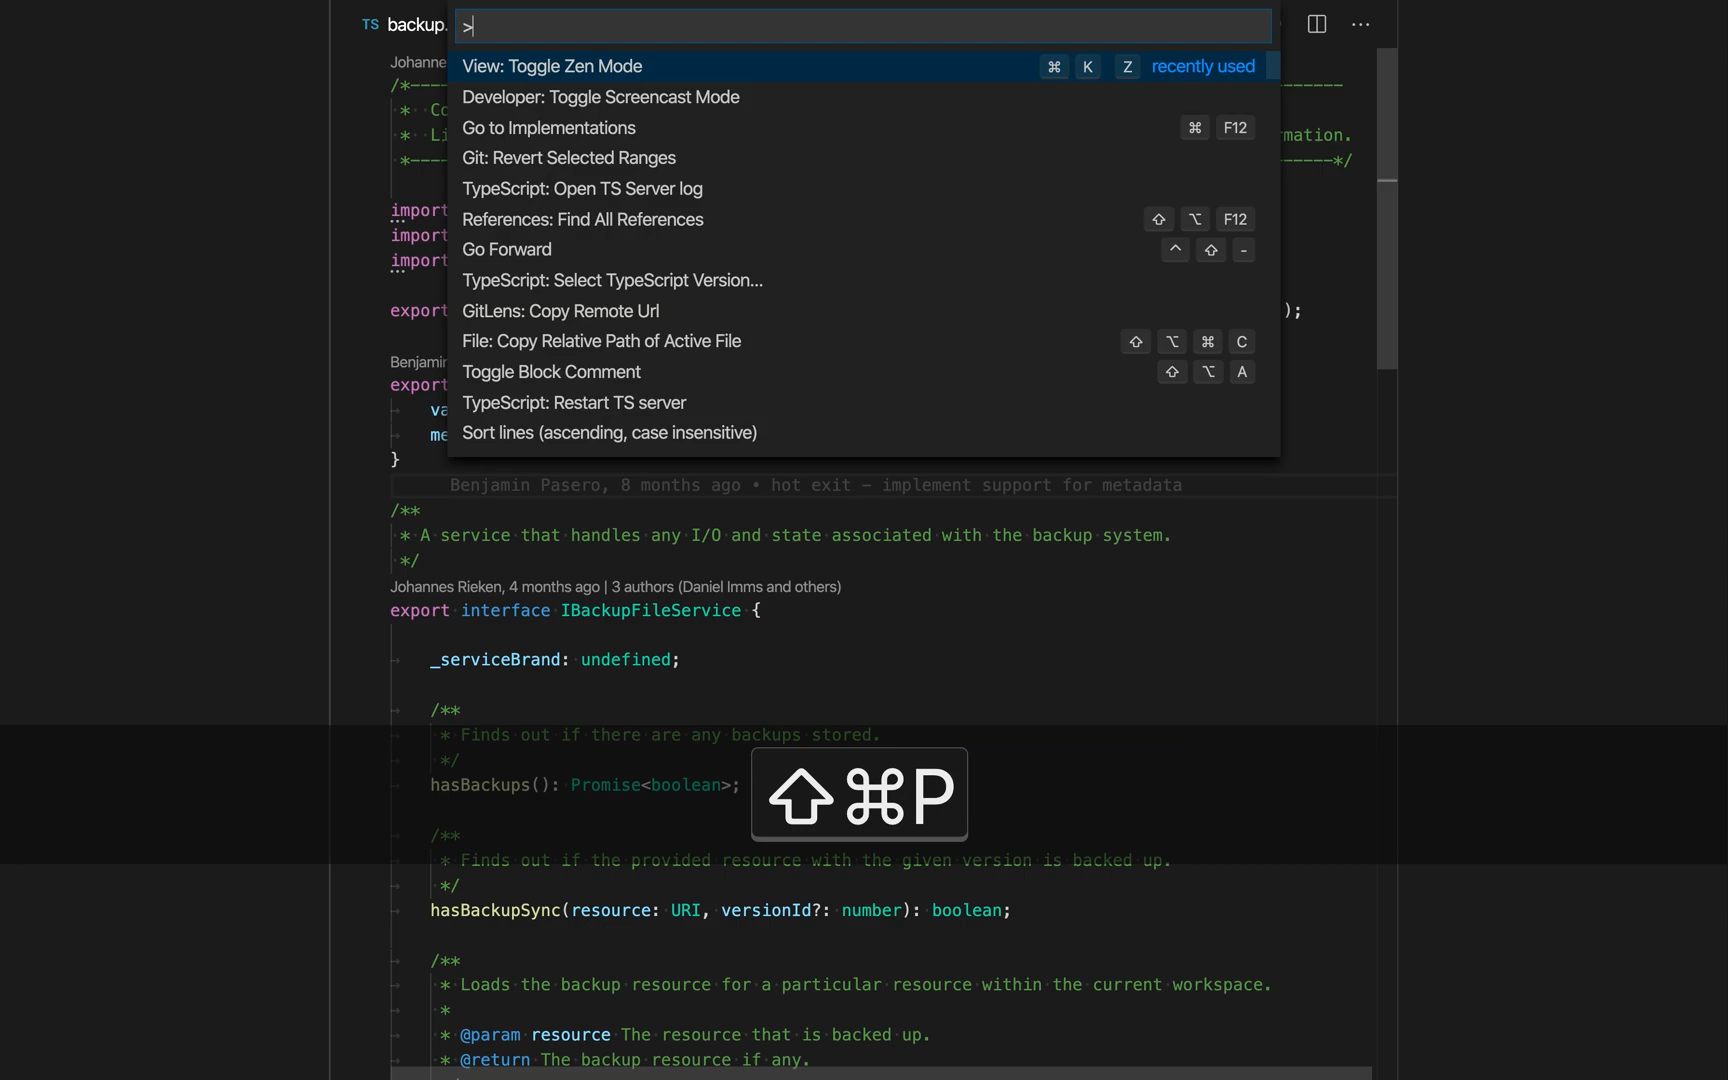 TS backup.
>
View: Toggle Zen Mode ⌘ K Z recently used
Developer: Toggle Screencast Mode
Go to Implementations ⌘ F12
Git: Revert Selected Ranges
TypeScript: Open TS Server log
References: Find All References ⇧ ⌥ F12
Go Forward ^ ⇧ -
TypeScript: Select TypeScript Version...
GitLens: Copy Remote Url
File: Copy Relative Path of Active File ⇧ ⌥ ⌘ C
Toggle Block Comment ⇧ ⌥ A
TypeScript: Restart TS server
Sort lines (ascending, case insensitive)
Johanne
/*---
* Co
* Li mation.
*--- ---*/
import
import
import
export );
Benjamin
export
va
me
}
Benjamin Pasero, 8 months ago • hot exit – implement support for metadata
/**
* A service that handles any I/O and state associated with the backup system.
*/
Johannes Rieken, 4 months ago | 3 authors (Daniel Imms and others)
export interface IBackupFileService {
_serviceBrand: undefined;
/**
* Finds out if there are any backups stored.
*/
hasBackups(): Promise<boolean>;
⇧⌘P
/**
* Finds out if the provided resource with the given version is backed up.
*/
hasBackupSync(resource: URI, versionId?: number): boolean;
/**
* Loads the backup resource for a particular resource within the current workspace.
*
* @param resource The resource that is backed up.
* @return The backup resource if any.